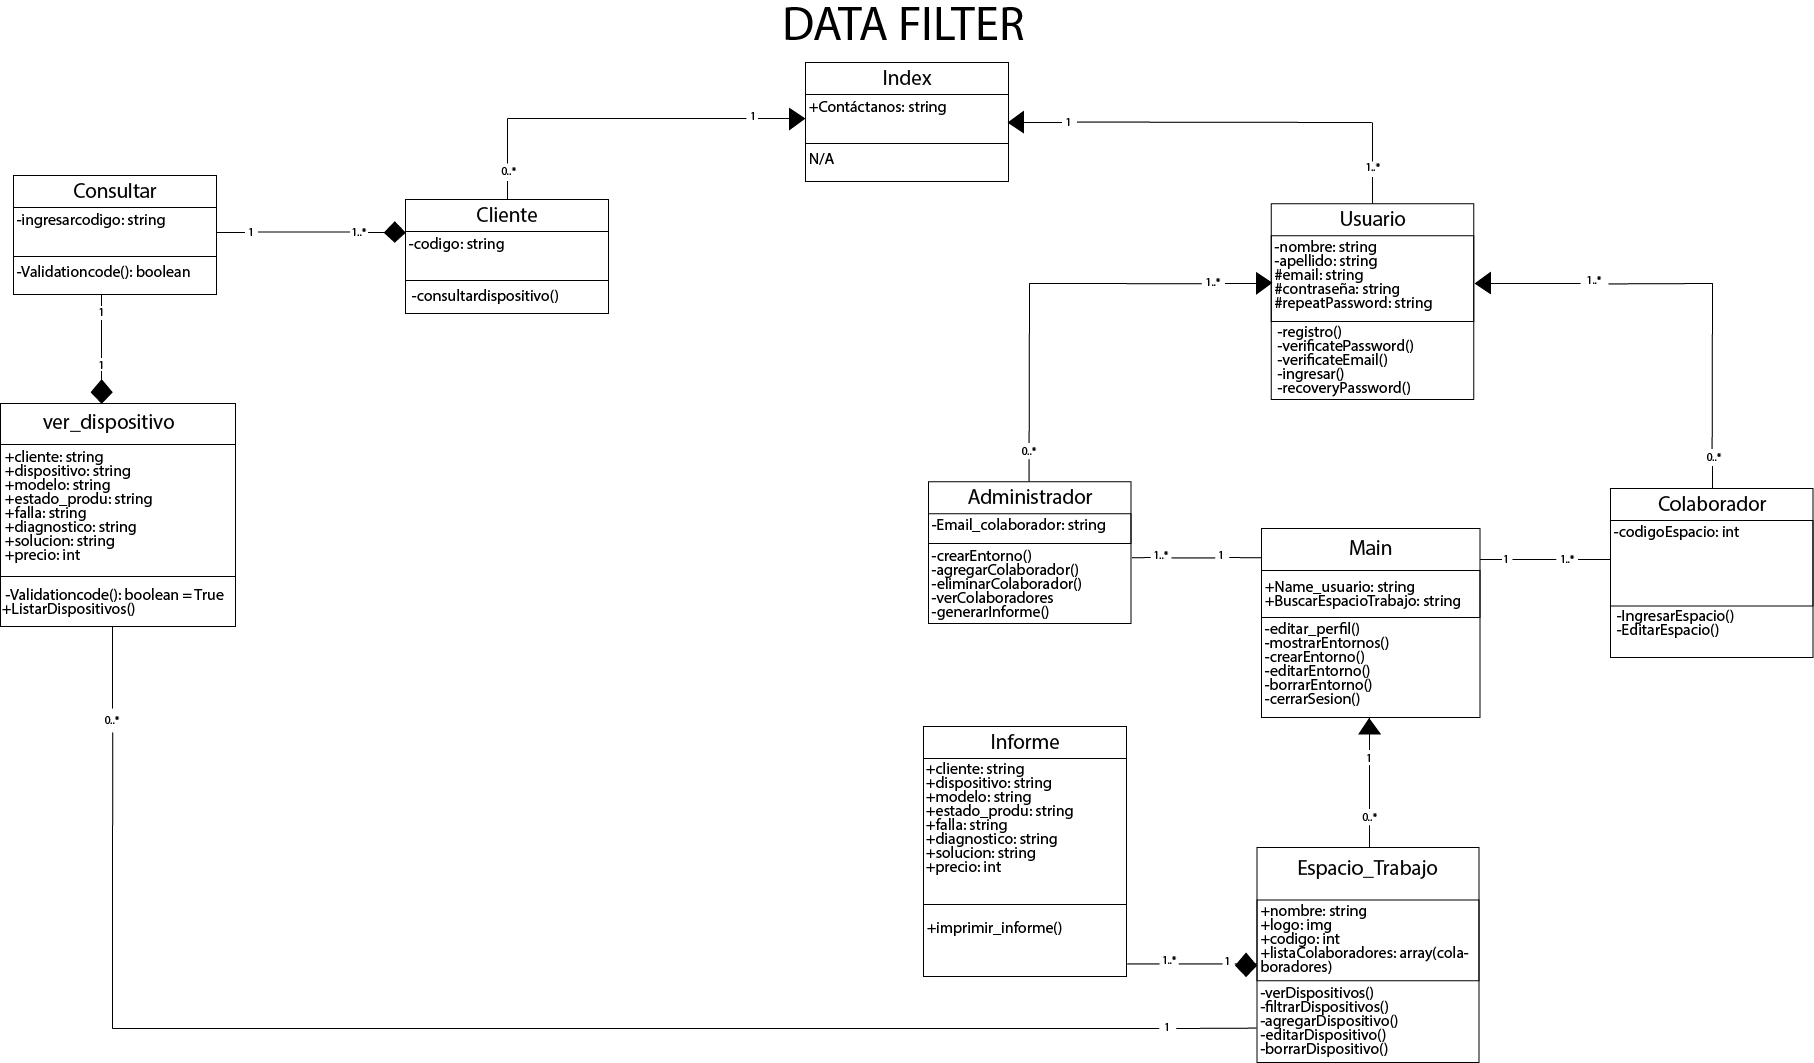 DATA FILTER
Index
+Contáctanos: string
N/A
1
1
0..*
1..*
Consultar
-ingresarcodigo: string
-Validationcode(): boolean
1
1..*
Cliente
-codigo: string
-consultardispositivo()
Usuario
-nombre: string
-apellido: string
#email: string
#contraseña: string
#repeatPassword: string
-registro()
-verificatePassword()
-verificateEmail()
-ingresar()
-recoveryPassword()
1..*
1..*
1
1
ver_dispositivo
+cliente: string
+dispositivo: string
+modelo: string
+estado_produ: string
+falla: string
+diagnostico: string
+solucion: string
+precio: int
-Validationcode(): boolean = True
+ListarDispositivos()
0..*
0..*
0..*
Administrador
-Email_colaborador: string
-crearEntorno()
-agregarColaborador()
-eliminarColaborador()
-verColaboradores
-generarInforme()
1..*
1
Main
+Name_usuario: string
+BuscarEspacioTrabajo: string
-editar_perfil()
-mostrarEntornos()
-crearEntorno()
-editarEntorno()
-borrarEntorno()
-cerrarSesion()
1
1..*
Colaborador
-codigoEspacio: int
-IngresarEspacio()
-EditarEspacio()
Informe
+cliente: string
+dispositivo: string
+modelo: string
+estado_produ: string
+falla: string
+diagnostico: string
+solucion: string
+precio: int
+imprimir_informe()
1
0..*
1..*
1
Espacio_Trabajo
+nombre: string
+logo: img
+codigo: int
+listaColaboradores: array(cola-
boradores)
-verDispositivos()
-filtrarDispositivos()
-agregarDispositivo()
-editarDispositivo()
-borrarDispositivo()
1